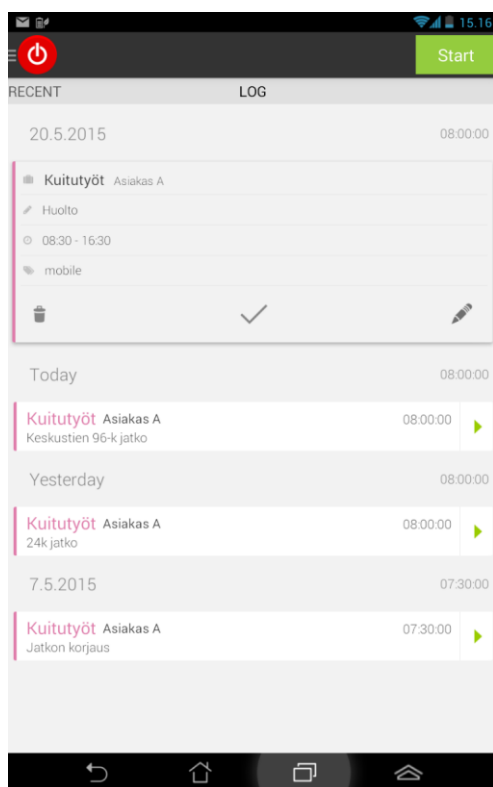 15.16
Start
RECENT LOG
20.5.2015 08:00:00
Kuitutyöt Asiakas A
Huolto
08:30 - 16:30
mobile
Today 08:00:00
Kuitutyöt Asiakas A 08:00:00
Keskustien 96-k jatko
Yesterday 08:00:00
Kuitutyöt Asiakas A 08:00:00
24k jatko
7.5.2015 07:30:00
Kuitutyöt Asiakas A 07:30:00
Jatkon korjaus